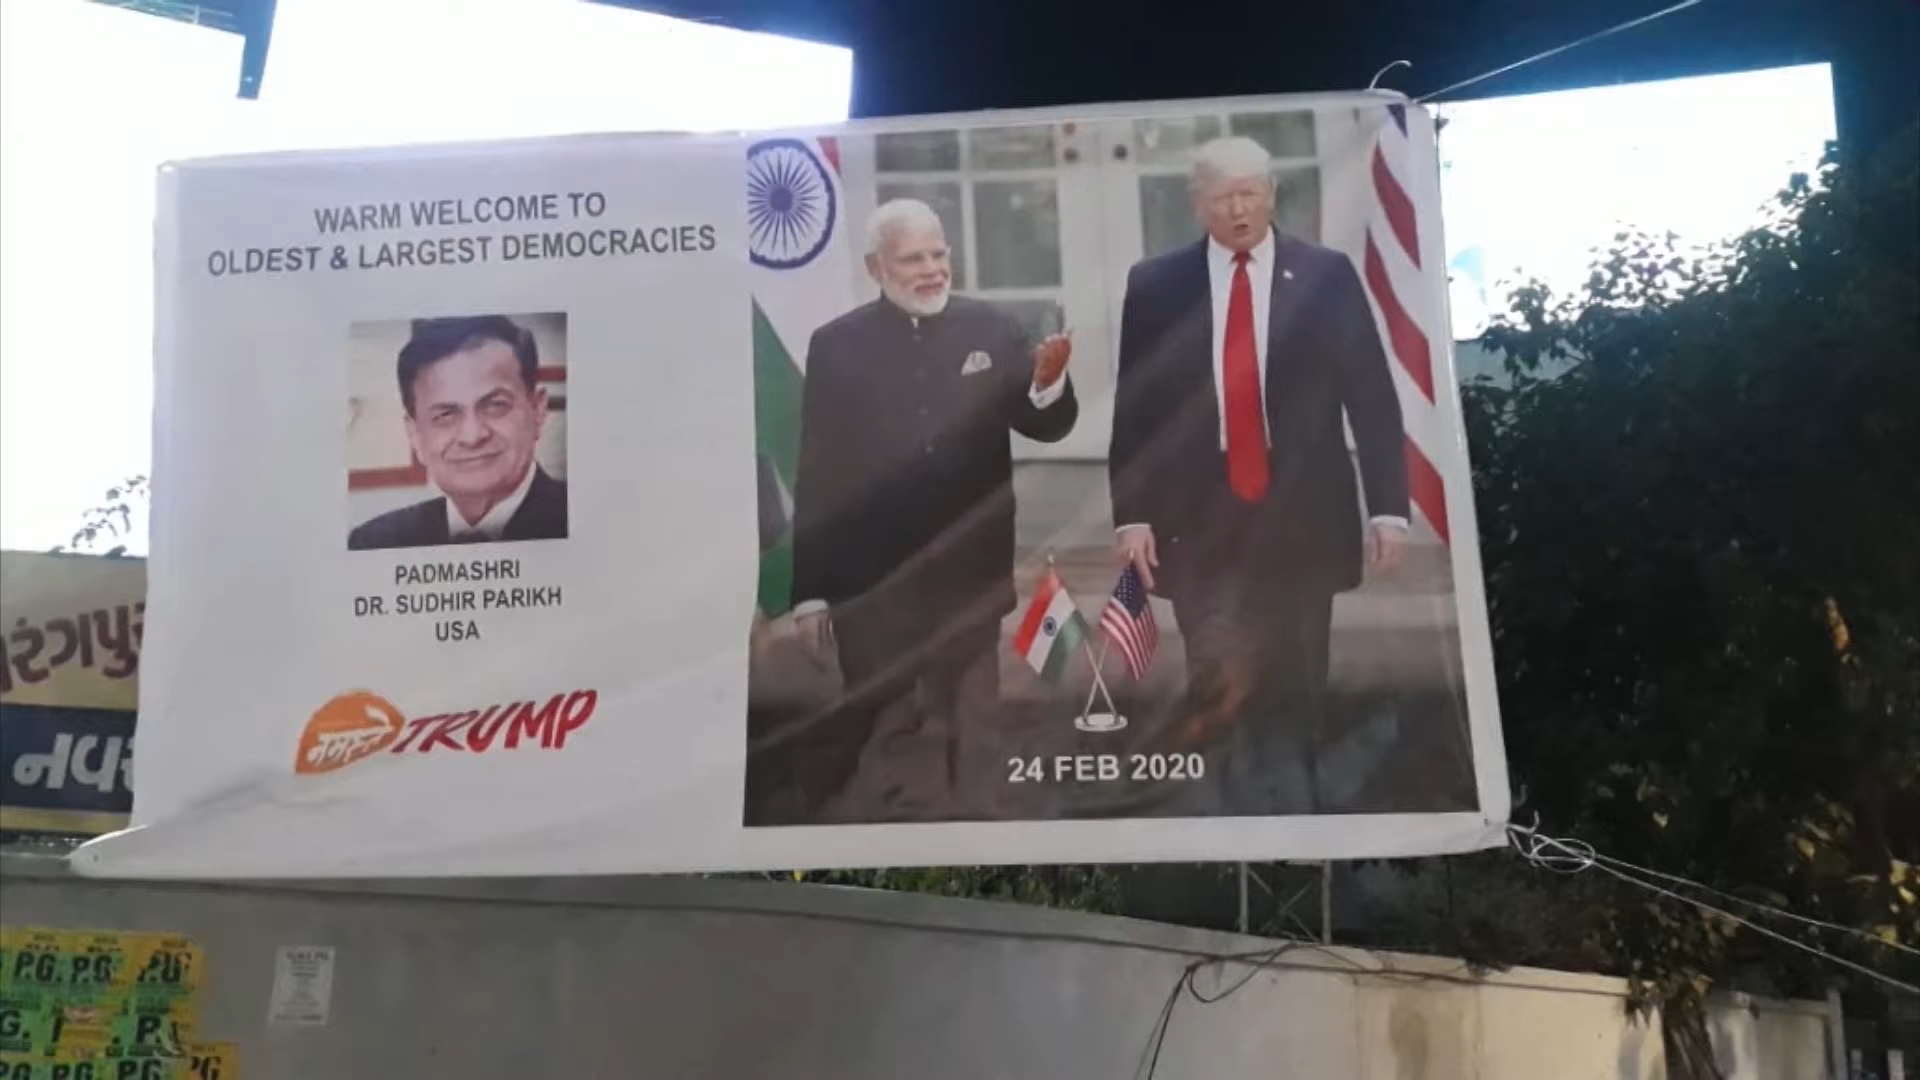 WARM WELCOME TO
OLDEST & LARGEST DEMOCRACIES
PADMASHRI
DR. SUDHIR PARIKH
USA
नमस्ते TRUMP
24 FEB 2020
P.G. P.G.
P.G